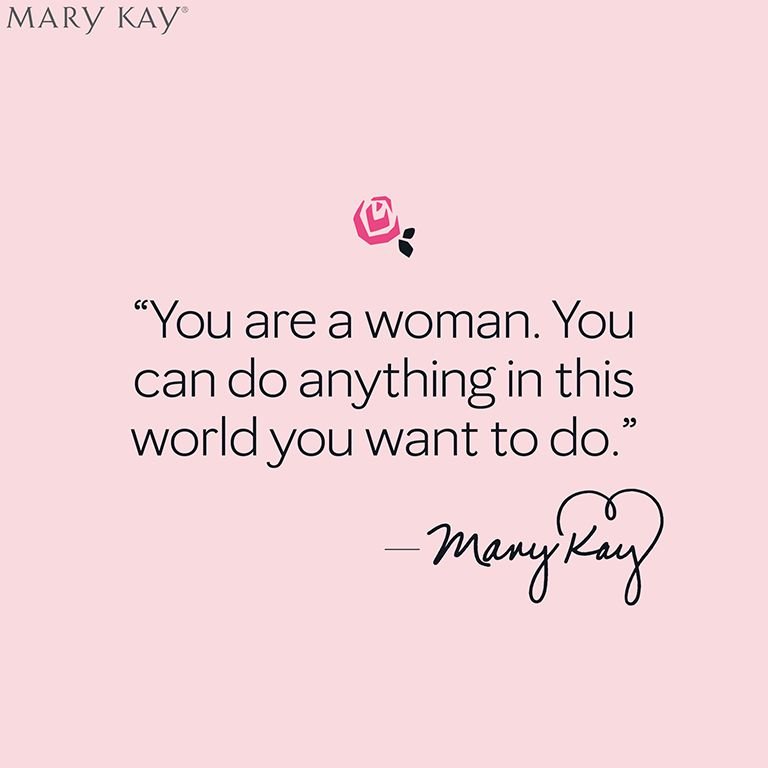 MARY KAY®
“You are a woman. You
can do anything in this
world you want to do.”
— Mary Kay